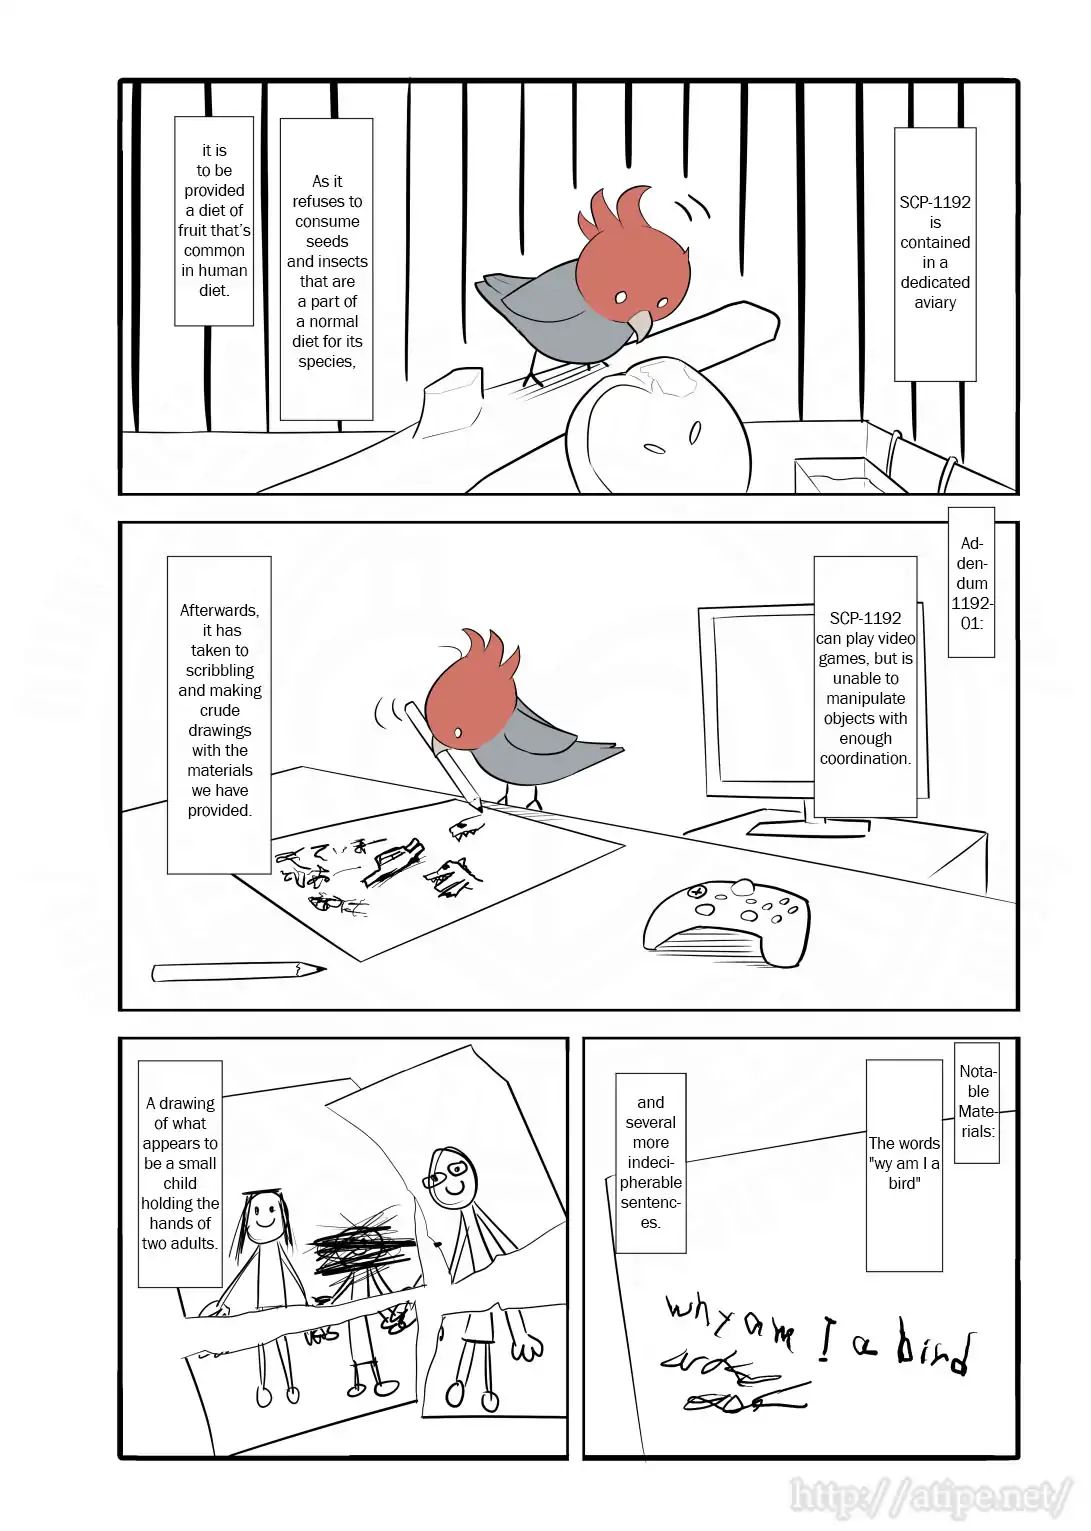 SCP-1192
is
contained
in a
dedicated
aviary
As it
refuses to
consume
seeds
and insects
that are
a part of
a normal
diet for its
species,
it is
to be
provided
a diet of
fruit that's
common
in human
diet.
Ad-
den-
dum
1192-
01:
SCP-1192
can play video
games, but is
unable to
manipulate
objects with
enough
coordination.
Afterwards,
it has
taken to
scribbling
and making
crude
drawings
with the
materials
we have
provided.
Nota-
ble
Mate-
rials:
The words
"wy am I a
bird"
and
several
more
indeci-
pherable
sentenc-
es.
why am I a bird
A drawing
of what
appears to
be a small
child
holding the
hands of
two adults.
http://atipe.net/